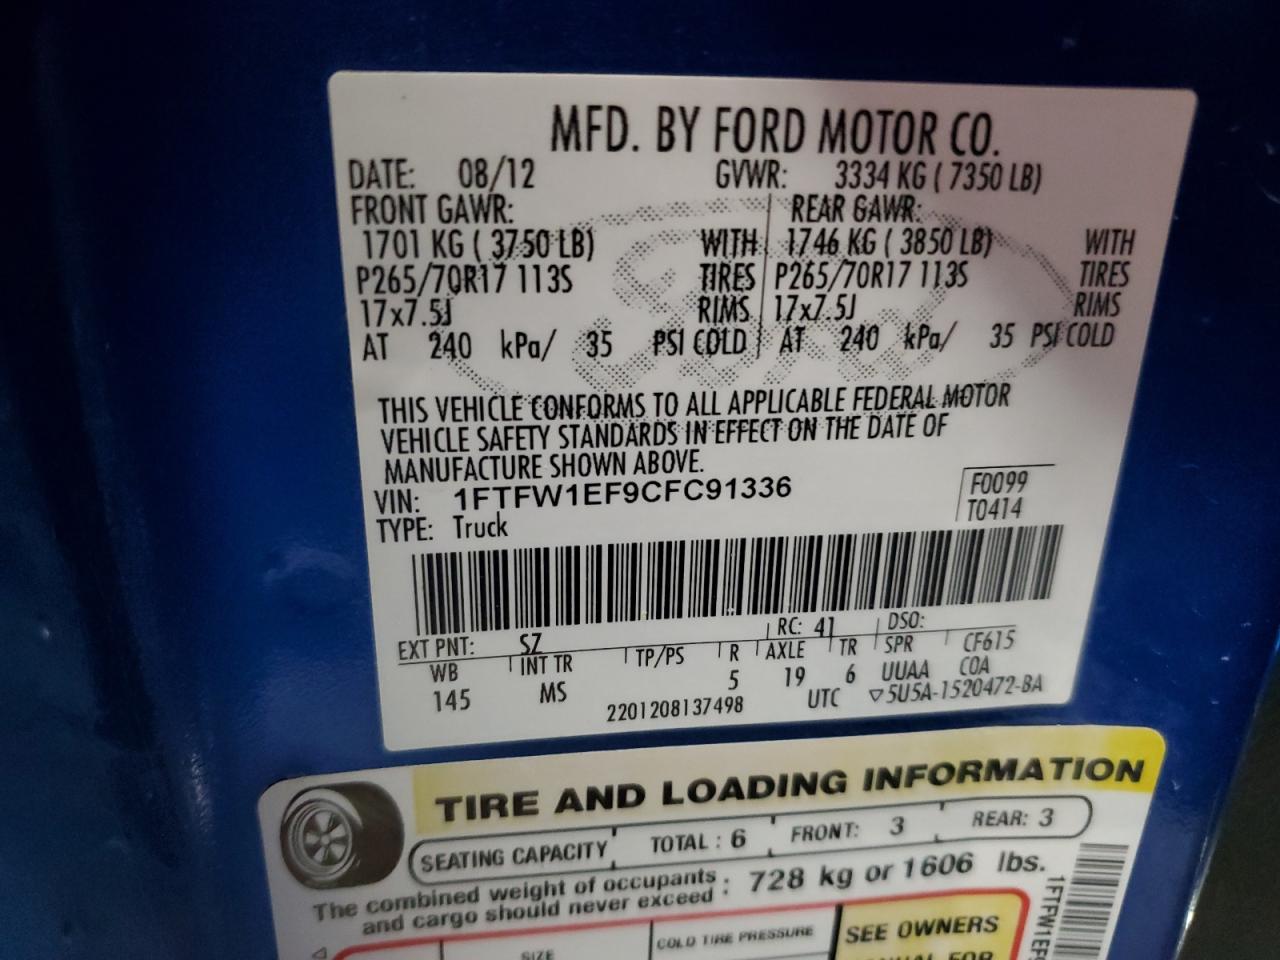 MFD. BY FORD MOTOR CO.
DATE: 08/12 GVWR: 3334 KG ( 7350 LB)
FRONT GAWR: REAR GAWR:
1701 KG ( 3750 LB) WITH 1746 KG ( 3850 LB) WITH
P265/70R17 113S TIRES P265/70R17 113S TIRES
17x7.5J RIMS 17x7.5J RIMS
AT 240 kPa/ 35 PSI COLD AT 240 kPa/ 35 PSI COLD
THIS VEHICLE CONFORMS TO ALL APPLICABLE FEDERAL MOTOR
VEHICLE SAFETY STANDARDS IN EFFECT ON THE DATE OF
MANUFACTURE SHOWN ABOVE.
VIN: 1FTFW1EF9CFC91336 F0099
TYPE: Truck T0414
EXT PNT: SZ RC: 41 DSO:
WB INT TR TP/PS R AXLE TR SPR CF615
145 MS 5 19 6 UUAA COA
2201208137498 UTC ▽5U5A-1520472-BA
TIRE AND LOADING INFORMATION
SEATING CAPACITY TOTAL : 6 FRONT: 3 REAR: 3
The combined weight of occupants
and cargo should never exceed : 728 kg or 1606 lbs.
SIZE COLD TIRE PRESSURE SEE OWNERS
MANUAL FOR
1FTFW1EF9